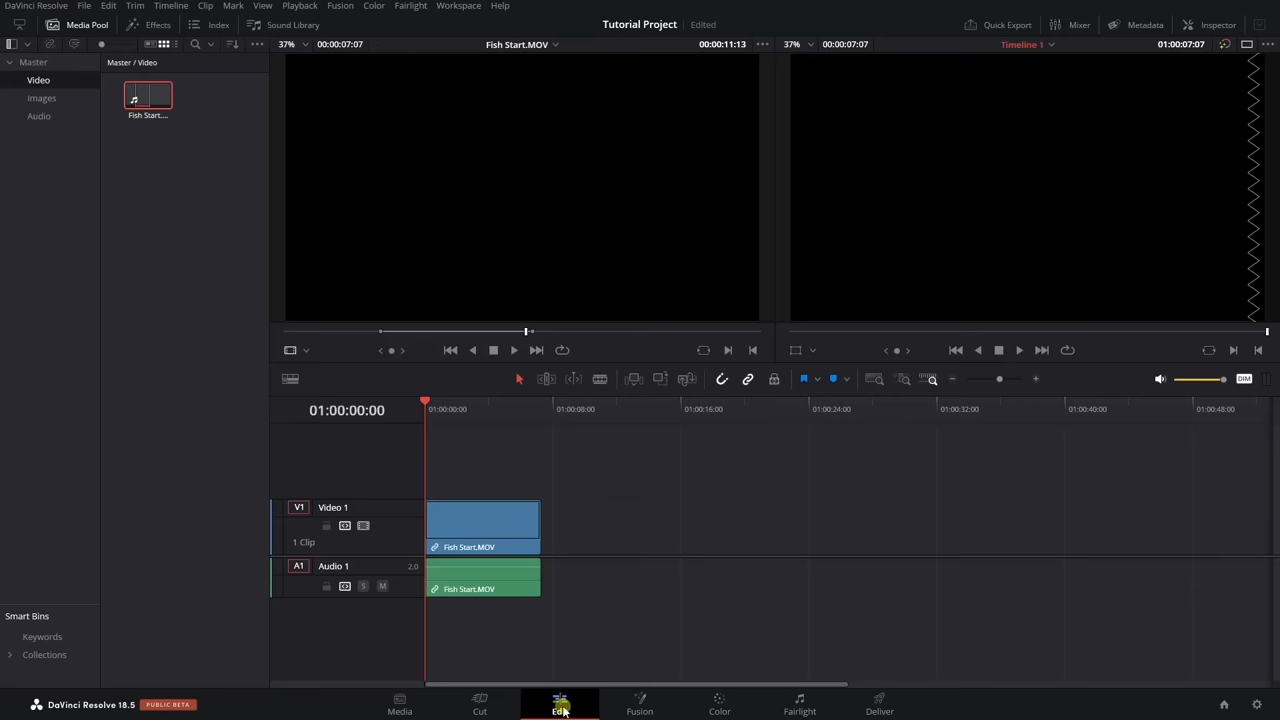 DaVinci Resolve File Edit Trim Timeline Clip Mark View Playback Fusion Color Fairlight Workspace Help
Media Pool Effects Index Sound Library Tutorial Project Edited Quick Export Mixer Metadata Inspector
37% 00:00:07:07 Fish Start.MOV 00:00:11:13 37% 00:00:07:07 Timeline 1 01:00:07:07
Master
Video
Images
Audio
Master / Video
Fish Start....
DIM
01:00:00:00
01:00:00:00 01:00:08:00 01:00:16:00 01:00:24:00 01:00:32:00 01:00:40:00 01:00:48:00
V1 Video 1
1 Clip
Fish Start.MOV
A1 Audio 1 2.0
S M
Fish Start.MOV
Smart Bins
Keywords
Collections
DaVinci Resolve 18.5 PUBLIC BETA
Media Cut Edit Fusion Color Fairlight Deliver